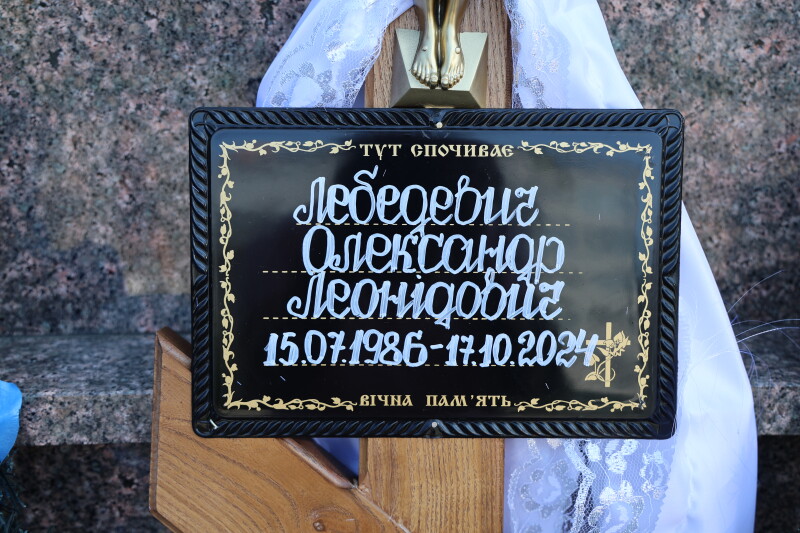 ТУТ СПОЧИВАЄ
Лебедевич
Олександр
Леонідович
15.07.1986-17.10.2024
ВІЧНА ПАМ'ЯТЬ